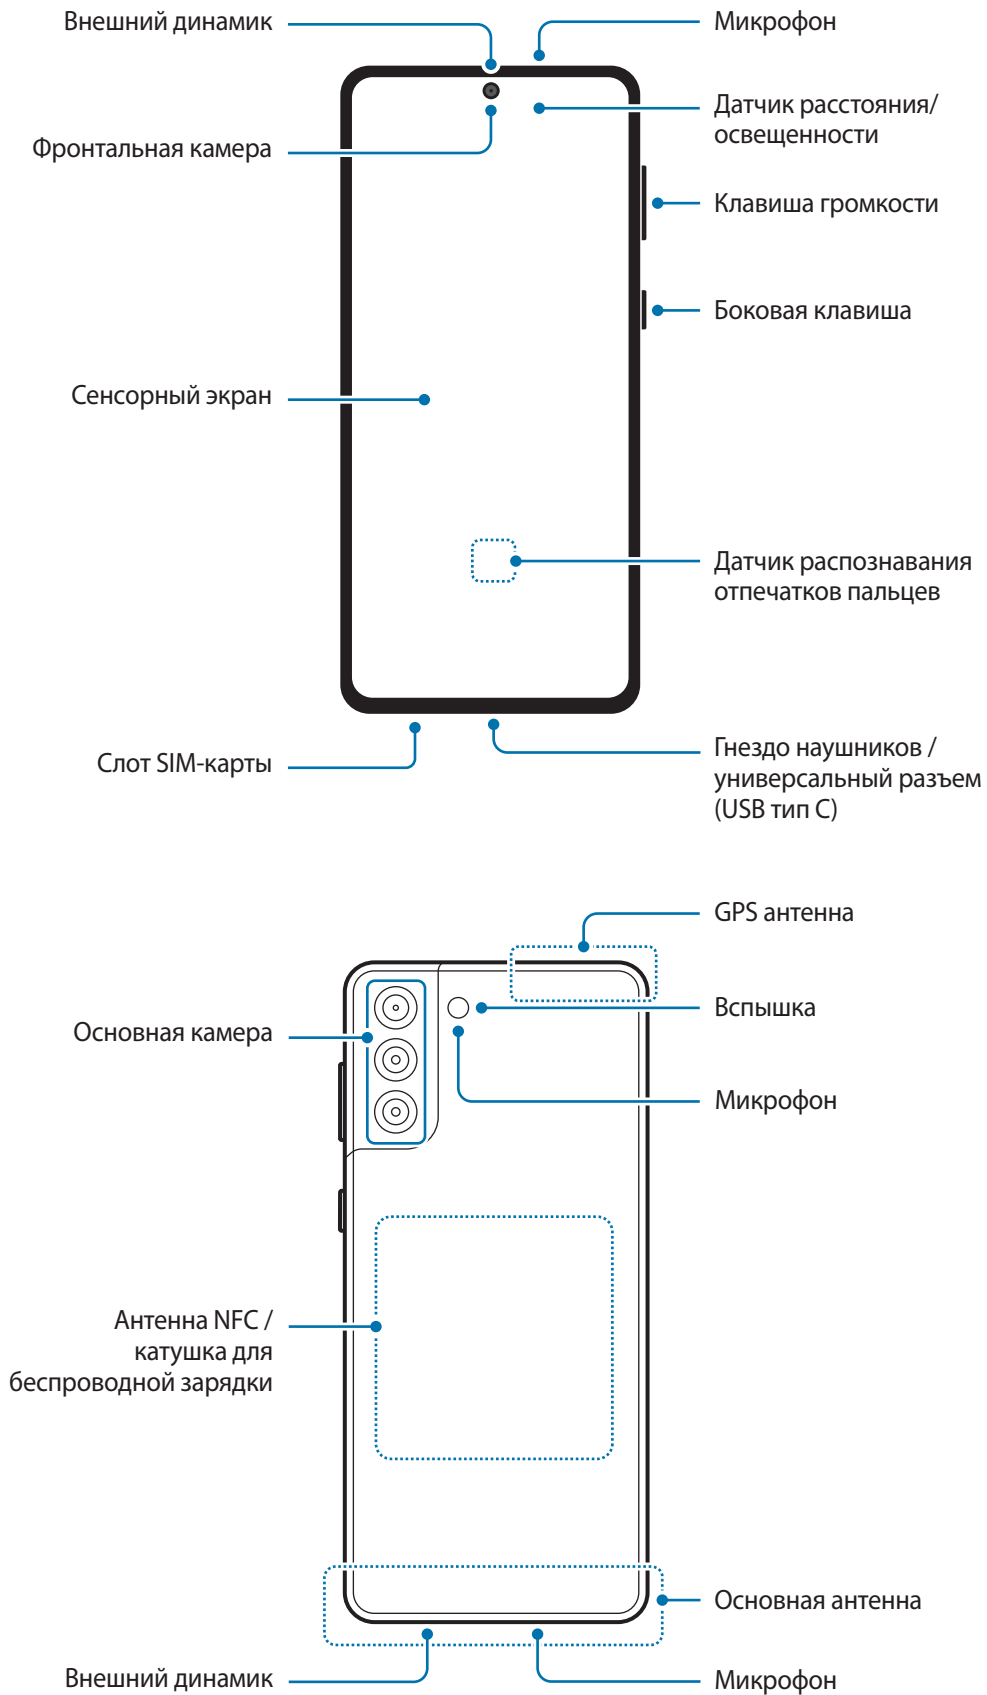 Внешний динамик
Микрофон
Фронтальная камера
Датчик расстояния/
освещенности
Клавиша громкости
Боковая клавиша
Сенсорный экран
Датчик распознавания
отпечатков пальцев
Слот SIM-карты
Гнездо наушников /
универсальный разъем
(USB тип C)
GPS антенна
Основная камера
Вспышка
Микрофон
Антенна NFC /
катушка для
беспроводной зарядки
Основная антенна
Внешний динамик
Микрофон